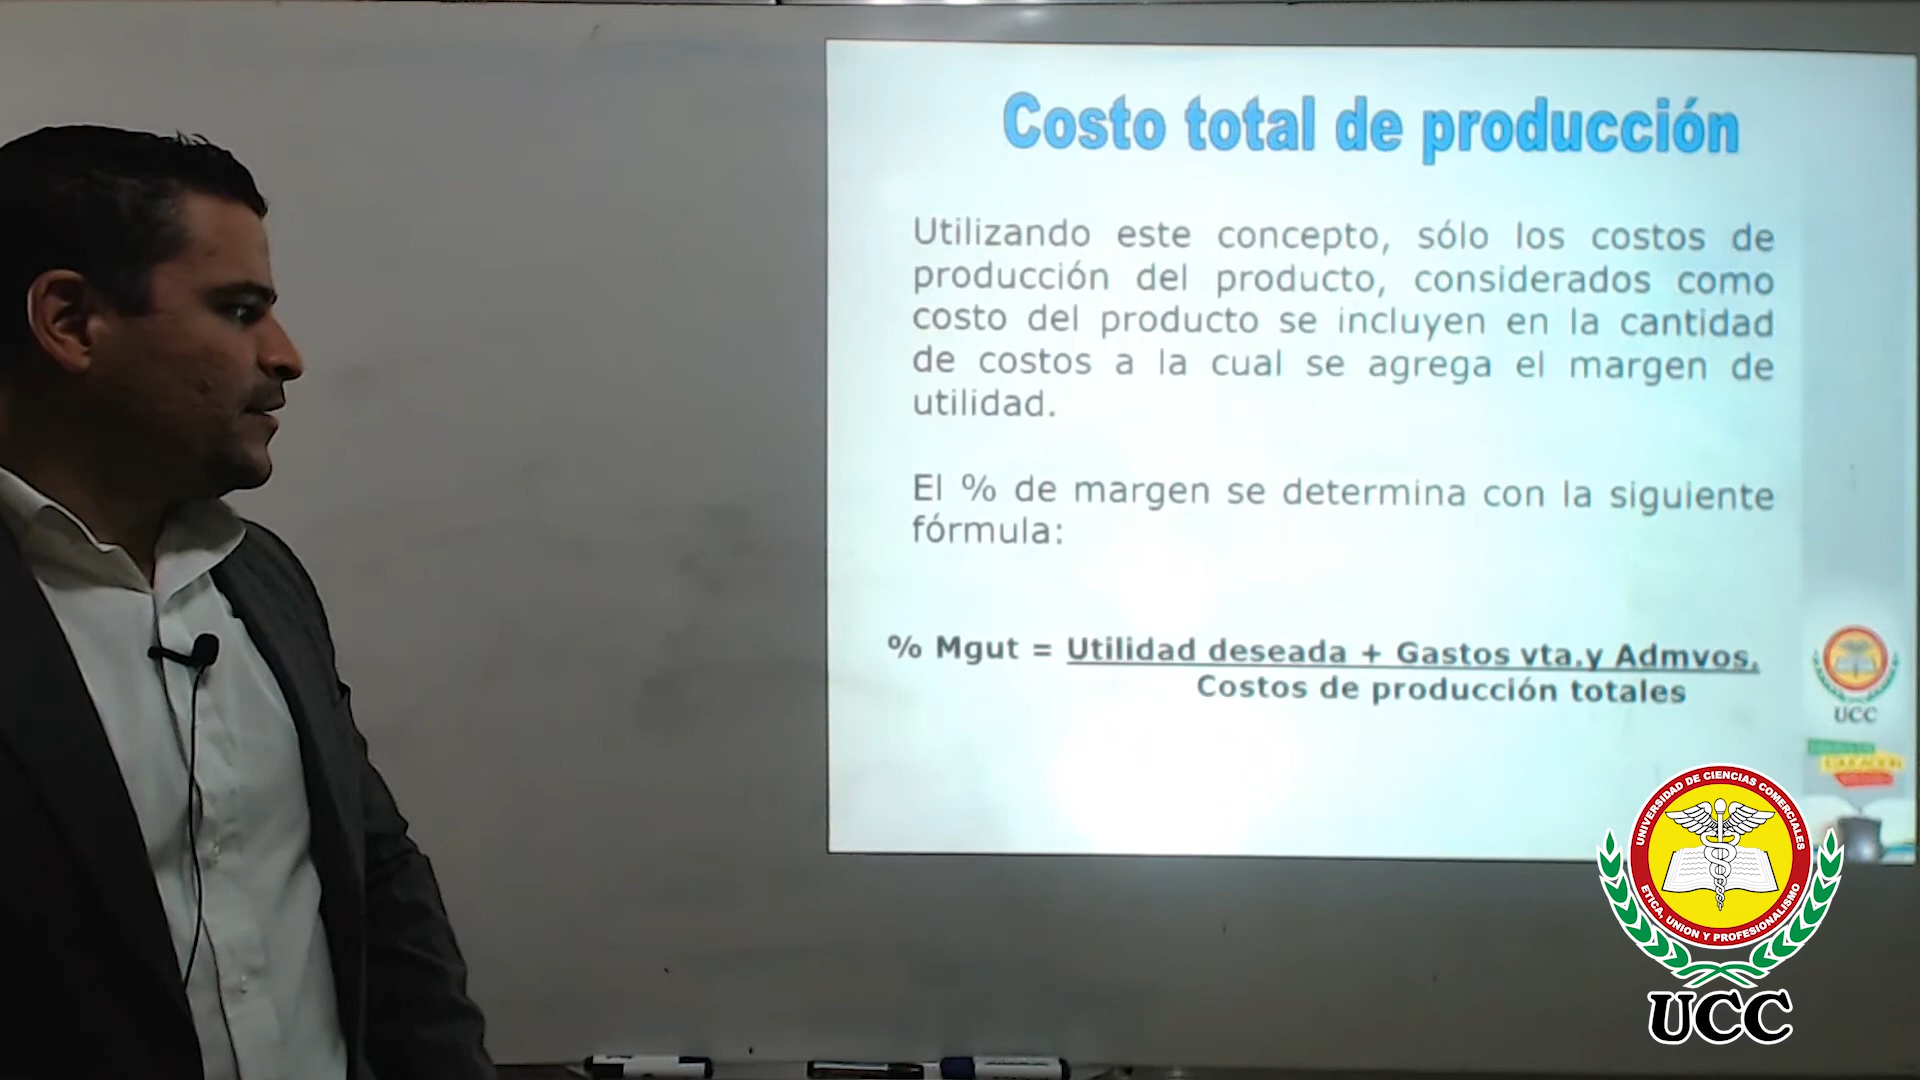 Costo total de producción
Utilizando este concepto, sólo los costos de
producción del producto, considerados como
costo del producto se incluyen en la cantidad
de costos a la cual se agrega el margen de
utilidad.
El % de margen se determina con la siguiente
fórmula:
% Mgut = Utilidad deseada + Gastos vta.y Admvos.
Costos de producción totales
UCC
EDUCACIÓN
UNIVERSIDAD DE CIENCIAS COMERCIALES
ETICA, UNION Y PROFESIONALISMO
UCC